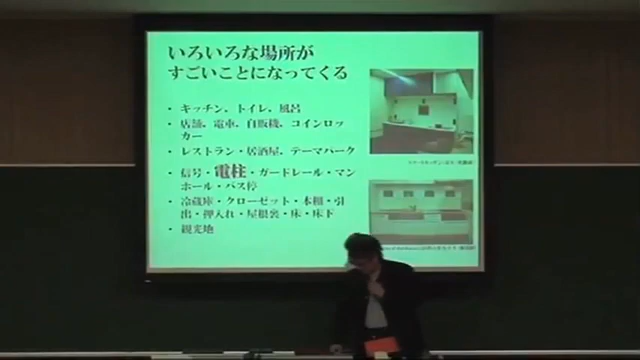 いろいろな場所が
すごいことになってくる
・ キッチン、トイレ、風呂
・ 店舗、電車、自販機、コインロッ
カー
・ レストラン・居酒屋、テーマパーク
・ 信号・電柱・ガードレール・マン
ホール・バス停
・ 冷蔵庫・クローゼット・本棚・引
出・押入れ・屋根裏・床・床下
・ 観光地